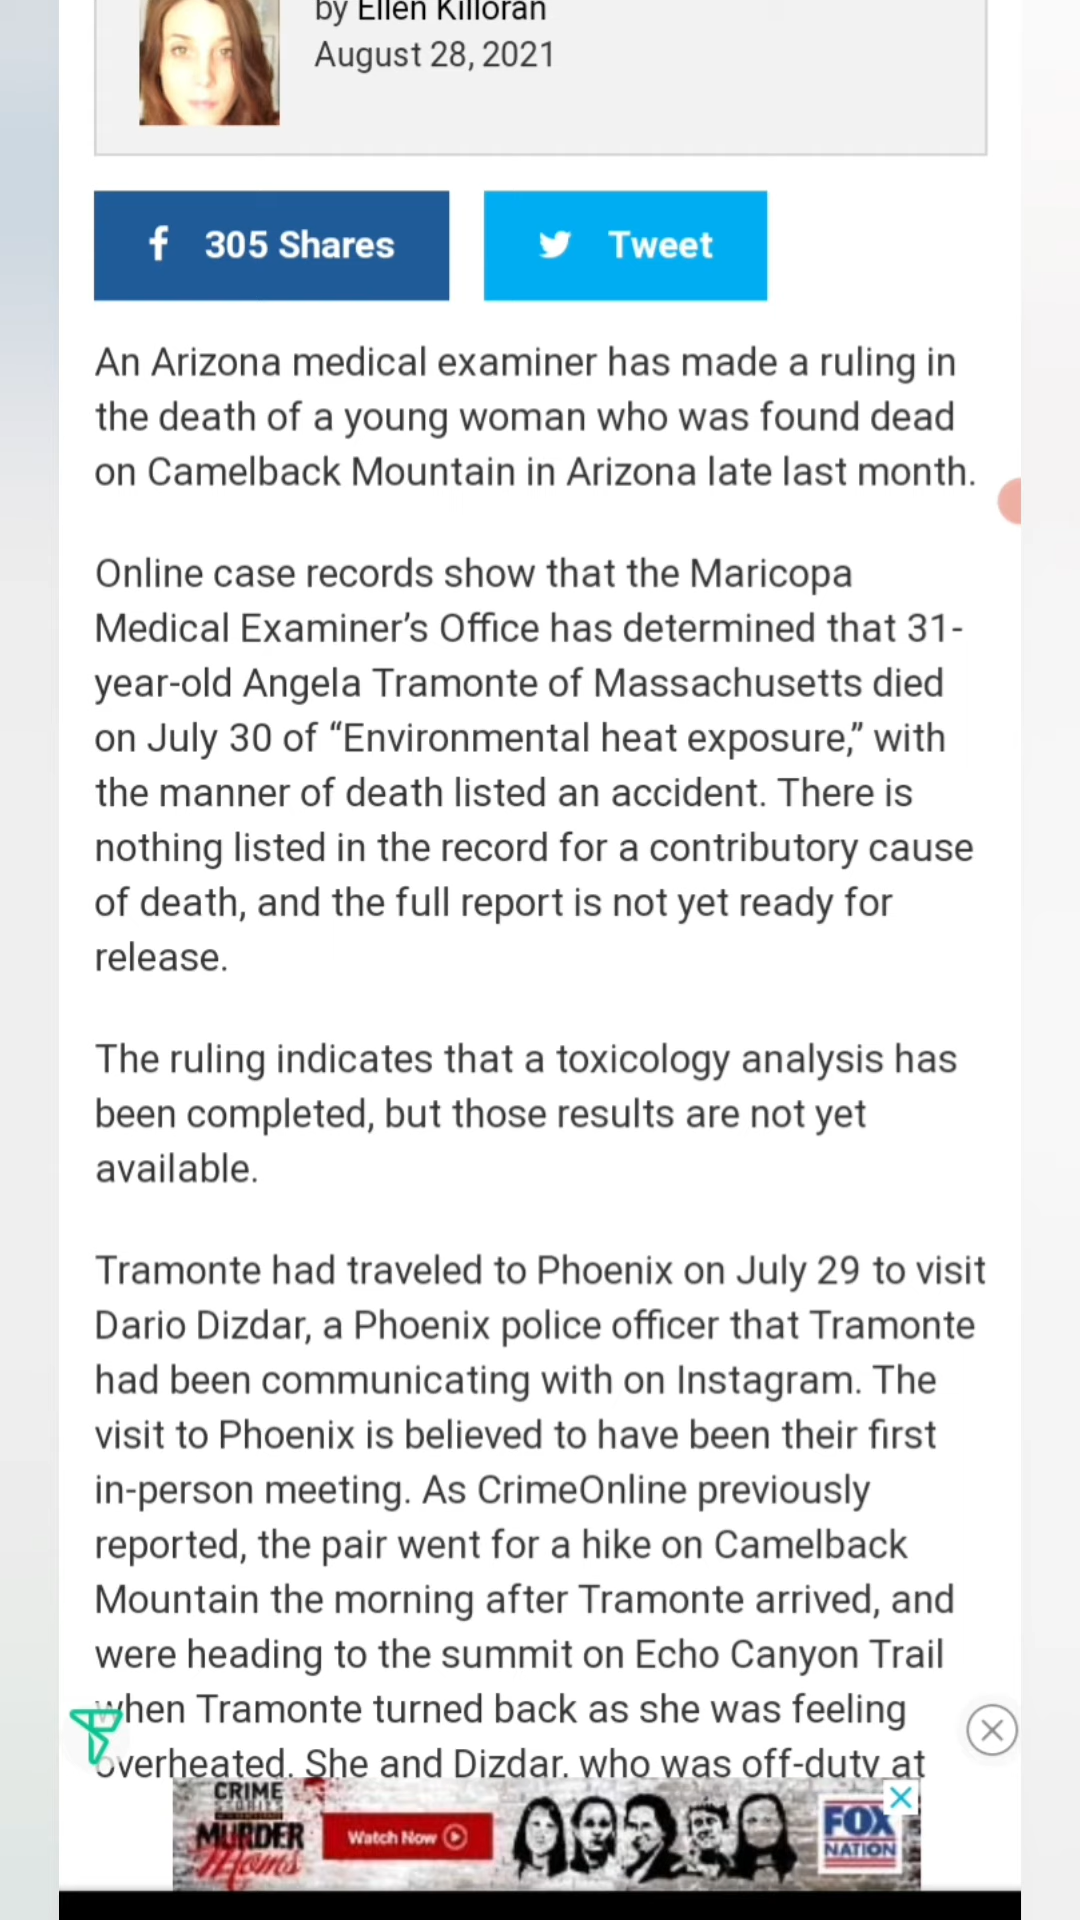 by Ellen Killoran
August 28, 2021
305 Shares
Tweet
An Arizona medical examiner has made a ruling in
the death of a young woman who was found dead
on Camelback Mountain in Arizona late last month.
Online case records show that the Maricopa
Medical Examiner’s Office has determined that 31-
year-old Angela Tramonte of Massachusetts died
on July 30 of “Environmental heat exposure,” with
the manner of death listed an accident. There is
nothing listed in the record for a contributory cause
of death, and the full report is not yet ready for
release.
The ruling indicates that a toxicology analysis has
been completed, but those results are not yet
available.
Tramonte had traveled to Phoenix on July 29 to visit
Dario Dizdar, a Phoenix police officer that Tramonte
had been communicating with on Instagram. The
visit to Phoenix is believed to have been their first
in-person meeting. As CrimeOnline previously
reported, the pair went for a hike on Camelback
Mountain the morning after Tramonte arrived, and
were heading to the summit on Echo Canyon Trail
when Tramonte turned back as she was feeling
overheated. She and Dizdar, who was off-duty at
CRIME
STORIES
MURDER
Moms
Watch Now
FOX
NATION